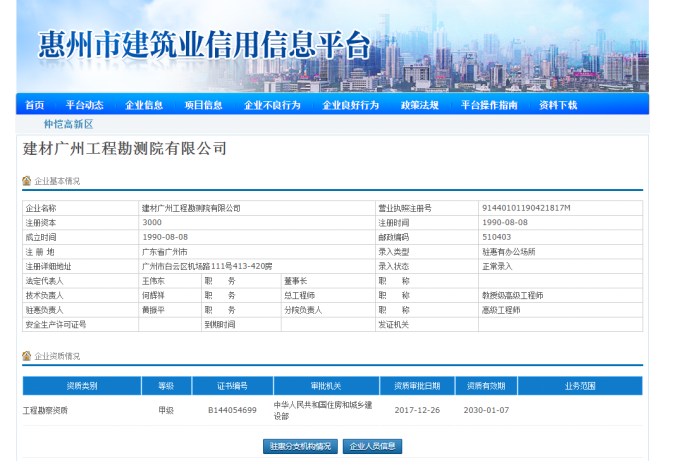 惠州市建筑业信用信息平台
首页 平台动态 企业信息 项目信息 企业不良行为 企业良好行为 政策法规 平台操作指南 资料下载
仲恺高新区
建材广州工程勘测院有限公司
企业基本情况
企业名称 建材广州工程勘测院有限公司 营业执照注册号 91440101190421817M
注册资本 3000 注册时间 1990-08-08
成立时间 1990-08-08 邮政编码 510403
注 册 地 广东省广州市 录入类型 驻惠有办公场所
注册详细地址 广州市白云区机场路111号413-420房 录入状态 正常录入
法定代表人 王伟东 职 务 董事长 职 称
技术负责人 何辉祥 职 务 总工程师 职 称 教授级高级工程师
驻惠负责人 黄振平 职 务 分院负责人 职 称 高级工程师
安全生产许可证号 到期时间 发证机关
企业资质情况
资质类别 等级 证书编号 审批机关 资质审批日期 资质有效期 业务范围
工程勘察资质 甲级 B144054699 中华人民共和国住房和城乡建设部 2017-12-26 2030-01-07
驻惠分支机构情况 企业人员信息